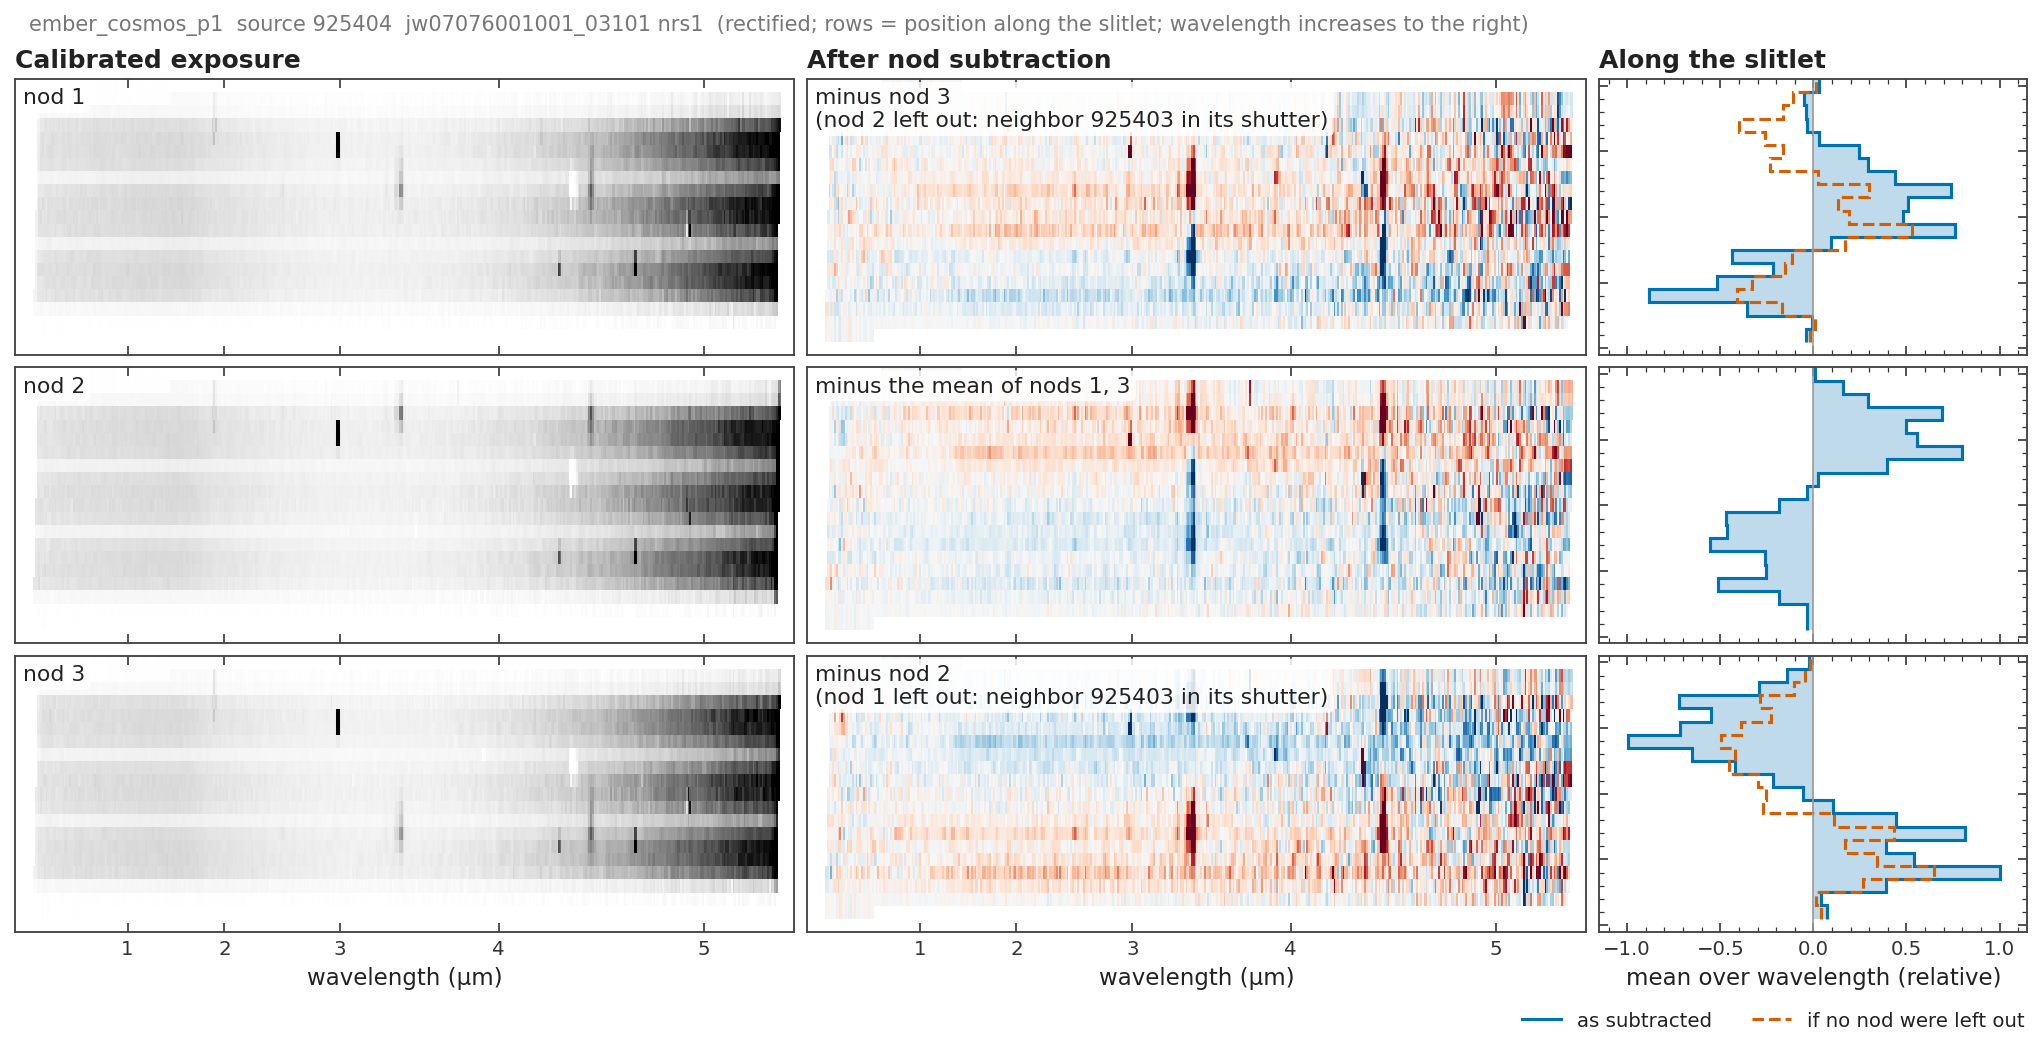 ember_cosmos_p1 source 925404 jw07076001001_03101 nrs1 (rectified; rows = position along the slitlet; wavelength increases to the right)
Calibrated exposure
After nod subtraction
Along the slitlet
nod 1
minus nod 3
(nod 2 left out: neighbor 925403 in its shutter)
nod 2
minus the mean of nods 1, 3
nod 3
minus nod 2
(nod 1 left out: neighbor 925403 in its shutter)
1 2 3 4 5
1 2 3 4 5
−1.0 −0.5 0.0 0.5 1.0
wavelength (μm)
wavelength (μm)
mean over wavelength (relative)
as subtracted
if no nod were left out